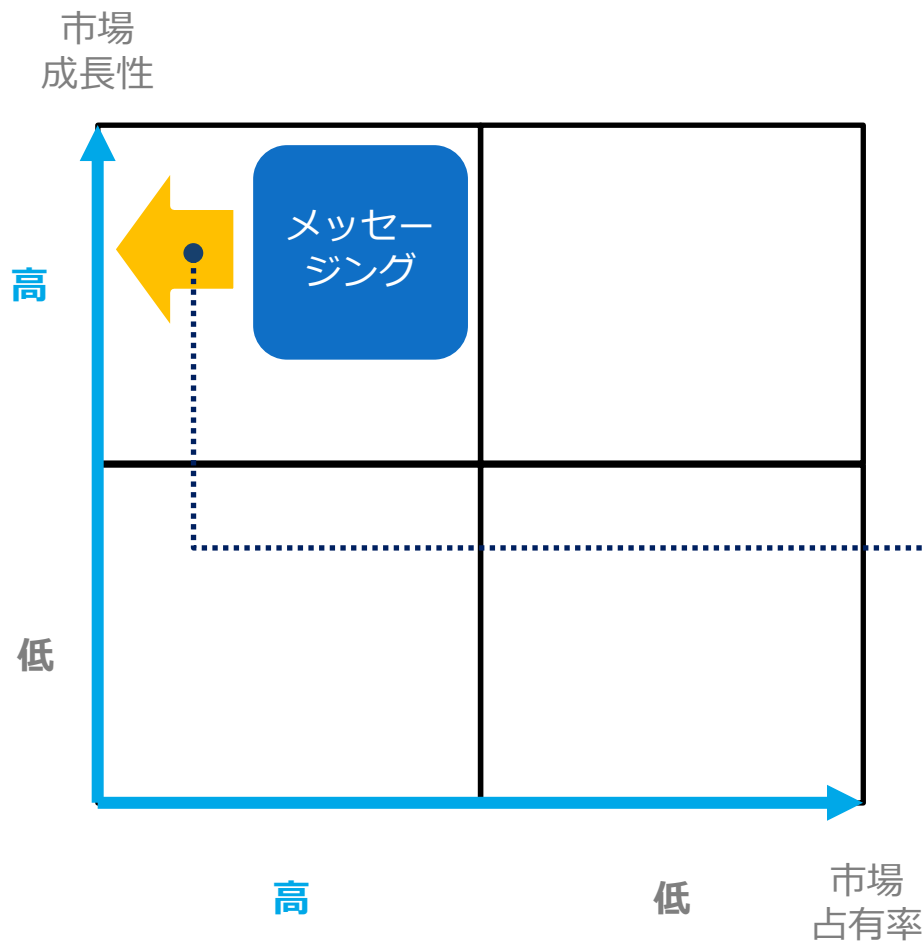 市場
成長性
メッセー
ジング
高
低
高
低
市場
占有率